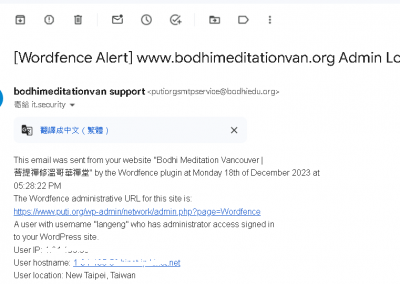 [Wordfence Alert] www.bodhimeditationvan.org Admin Lo
bodhimeditationvan support <putiorgsmtpservice@bodhiedu.org>
寄給 it.security
翻譯成中文（繁體）
This email was sent from your website "Bodhi Meditation Vancouver |
菩提禪修溫哥華禪堂" by the Wordfence plugin at Monday 18th of December 2023 at
05:28:22 PM
The Wordfence administrative URL for this site is:
https://www.puti.org/wp-admin/network/admin.php?page=Wordfence
A user with username "langeng" who has administrator access signed in
to your WordPress site.
User IP:
User hostname: .net
User location: New Taipei, Taiwan